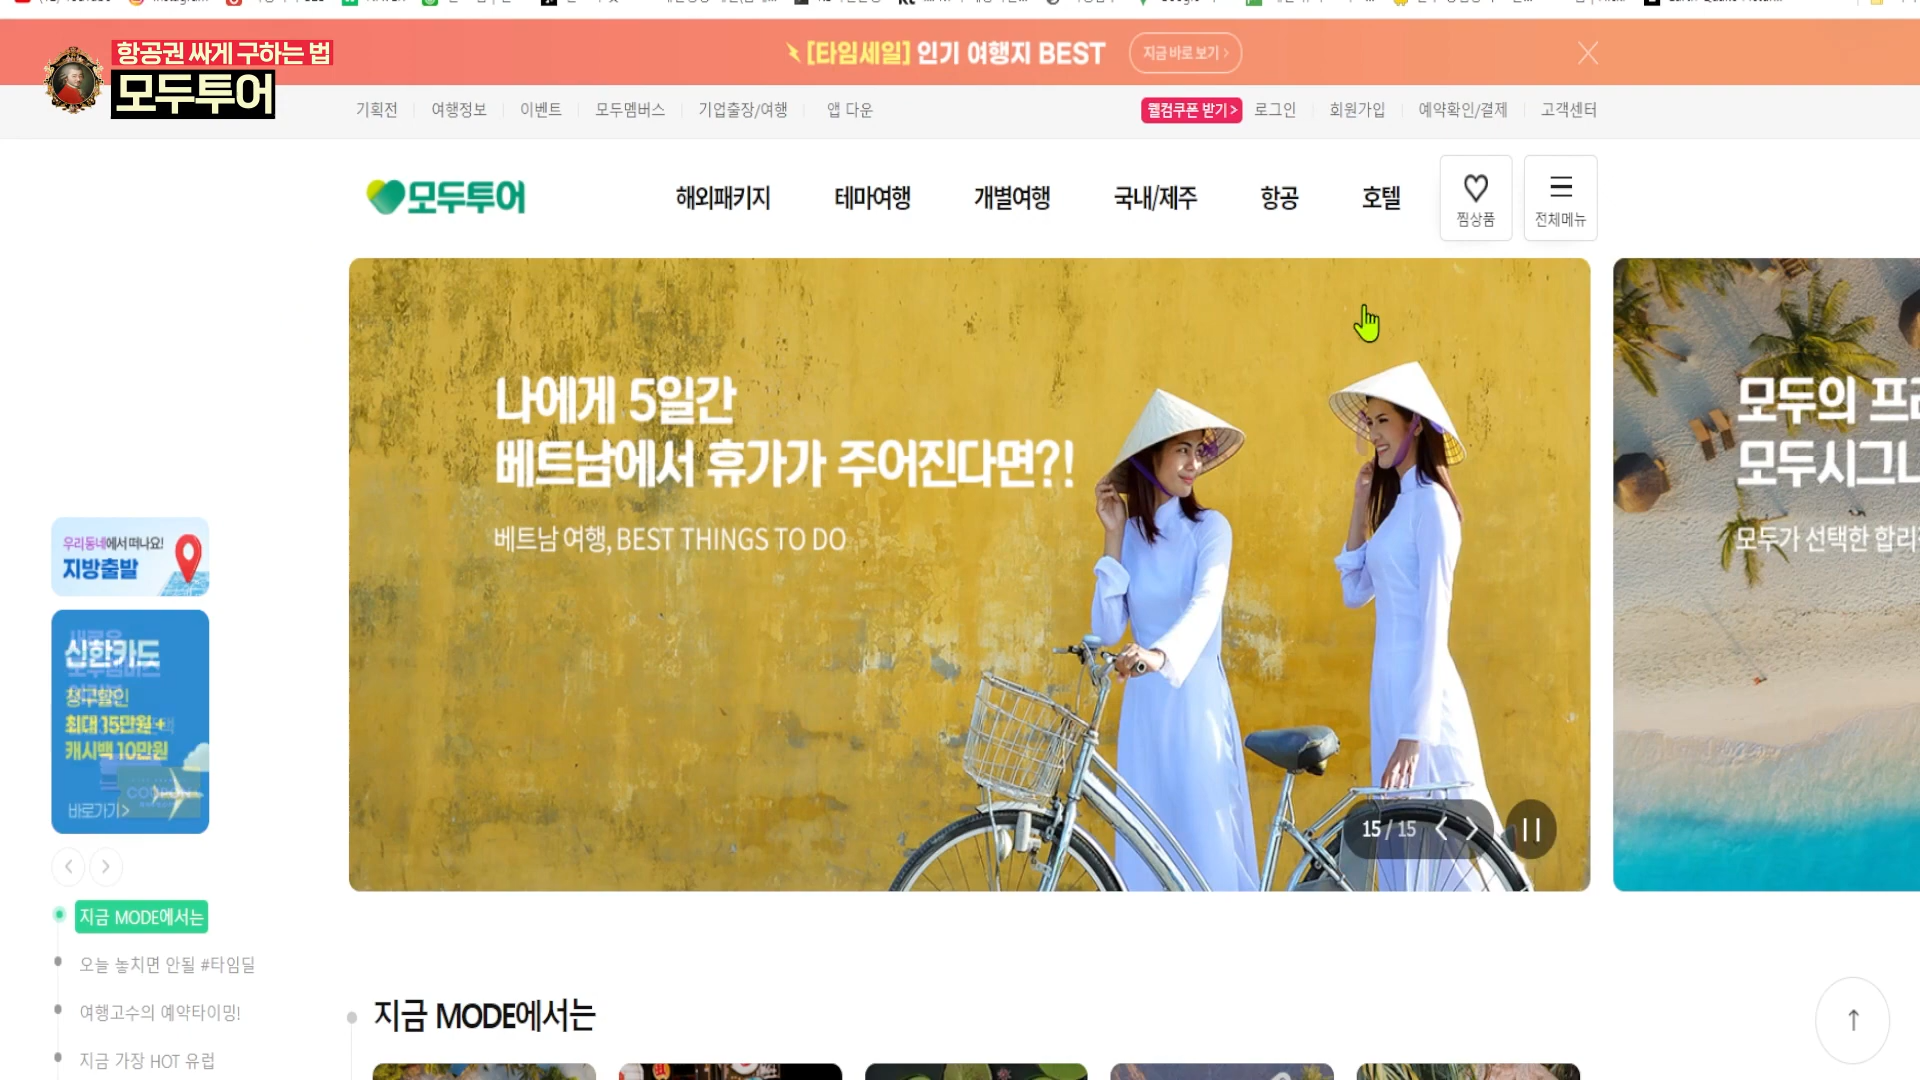 항공권 싸게 구하는 법
모두투어
[타임세일] 인기 여행지 BEST
지금 바로 보기 >
기획전
여행정보
이벤트
모두멤버스
기업출장/여행
앱 다운
웰컴쿠폰 받기 >
로그인
회원가입
예약확인/결제
고객센터
모두투어
해외패키지
테마여행
개별여행
국내/제주
항공
호텔
찜상품
전체메뉴
나에게 5일간
베트남에서 휴가가 주어진다면?!
베트남 여행, BEST THINGS TO DO
15 / 15
모두의
모두시그니
모두가 선택한 합리
우리동네에서 떠나요!
지방출발
신한카드
청구할인
최대 15만원 +
캐시백 10만원
바로가기 >
지금 MODE에서는
오늘 놓치면 안될 #타임딜
여행고수의 예약타이밍!
지금 가장 HOT 유럽
지금 MODE에서는